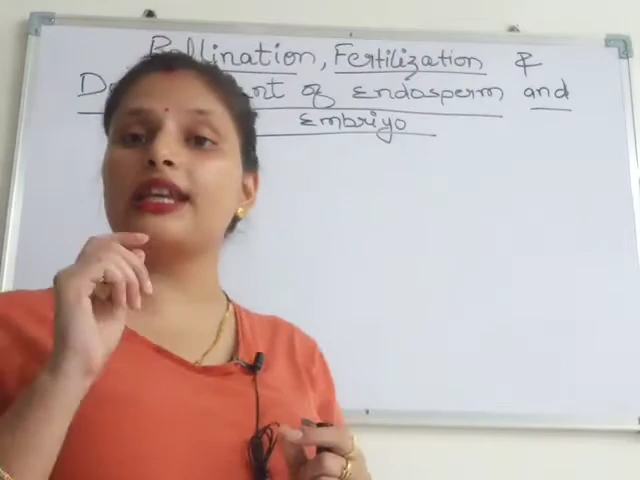 Pollination, Fertilization &
of Endosperm and
Embriyo